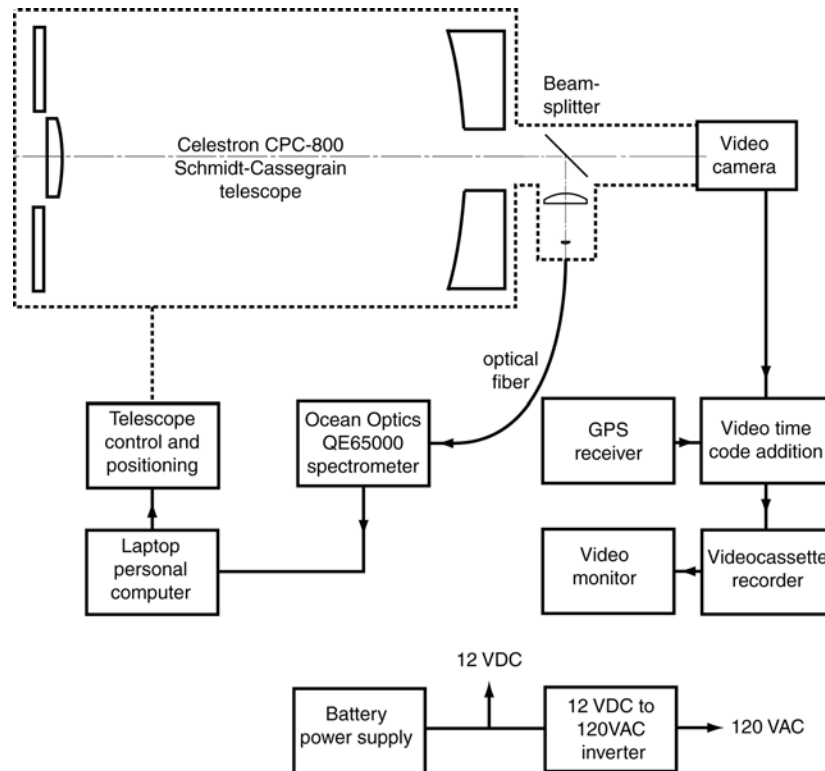 Beam-
splitter
Celestron CPC-800
Schmidt-Cassegrain
telescope
Video
camera
optical
fiber
Telescope
control and
positioning
Ocean Optics
QE65000
spectrometer
GPS
receiver
Video time
code addition
Laptop
personal
computer
Video
monitor
Videocassette
recorder
12 VDC
Battery
power supply
12 VDC to
120VAC
inverter
120 VAC